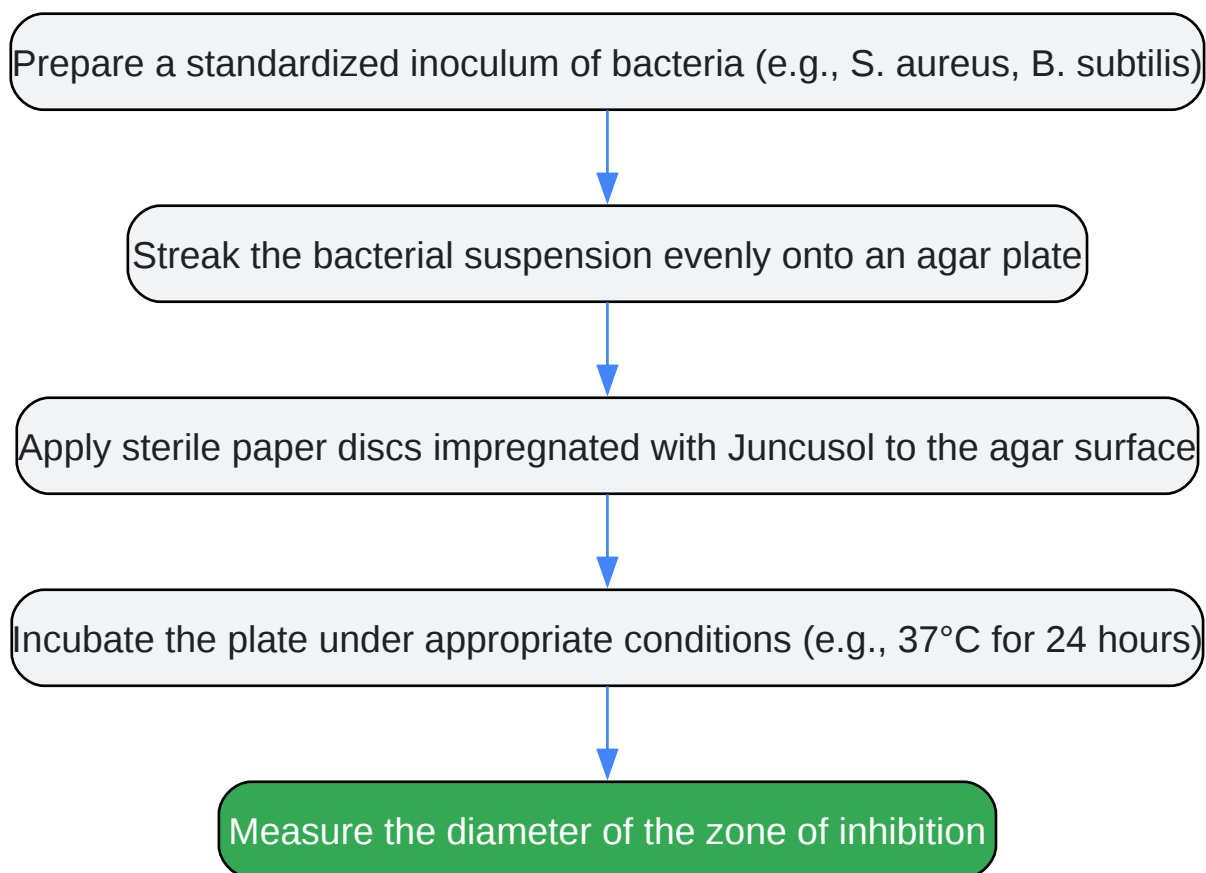 Prepare a standardized inoculum of bacteria (e.g., S. aureus, B. subtilis)
Streak the bacterial suspension evenly onto an agar plate
Apply sterile paper discs impregnated with Juncusol to the agar surface
Incubate the plate under appropriate conditions (e.g., 37°C for 24 hours)
Measure the diameter of the zone of inhibition